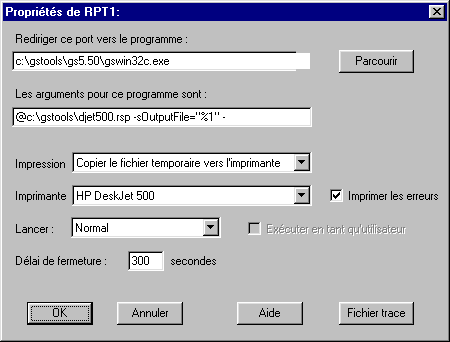 Propriétés de RPT1:
Rediriger ce port vers le programme :
c:\gstools\gs5.50\gswin32c.exe
Parcourir
Les arguments pour ce programme sont :
@c:\gstools\djet500.rsp -sOutputFile="%1" -
Impression Copier le fichier temporaire vers l'imprimante
Imprimante HP DeskJet 500 Imprimer les erreurs
Lancer : Normal Exécuter en tant qu'utilisateur
Délai de fermeture : 300 secondes
OK Annuler Aide Fichier trace